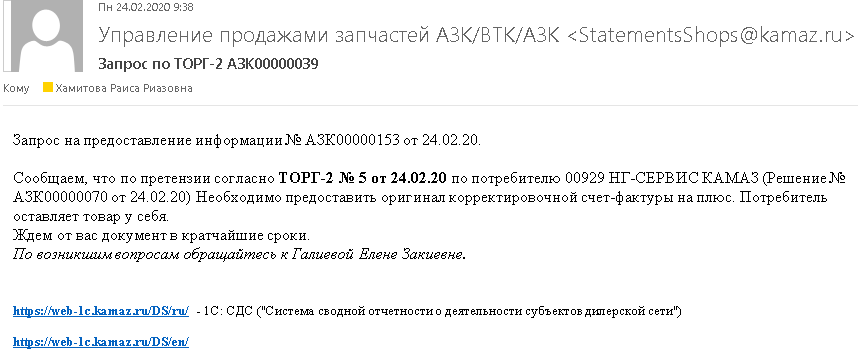 Пн 24.02.2020 9:38
Управление продажами запчастей АЗК/ВТК/АЗК <StatementsShops@kamaz.ru>
Запрос по ТОРГ-2 АЗК00000039
Кому Хамитова Раиса Риазовна
Запрос на предоставление информации № АЗК00000153 от 24.02.20.
Сообщаем, что по претензии согласно ТОРГ-2 № 5 от 24.02.20 по потребителю 00929 НГ-СЕРВИС КАМАЗ (Решение №
АЗК00000070 от 24.02.20) Необходимо предоставить оригинал корректировочной счет-фактуры на плюс. Потребитель
оставляет товар у себя.
Ждем от вас документ в кратчайшие сроки.
По возникшим вопросам обращайтесь к Галиевой Елене Закиевне.
https://web-1c.kamaz.ru/DS/ru/ - 1С: СДС ("Система сводной отчетности о деятельности субъектов дилерской сети")
https://web-1c.kamaz.ru/DS/en/